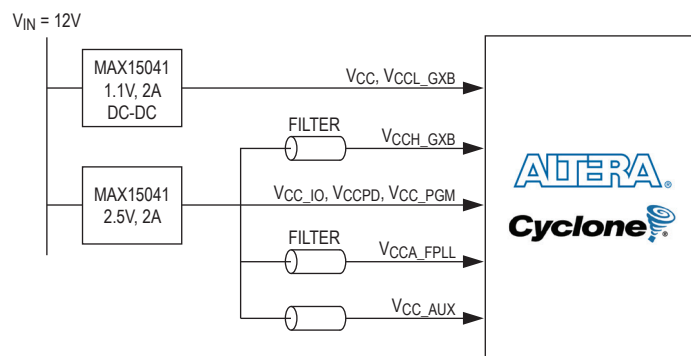 VIN = 12V
MAX15041
1.1V, 2A
DC-DC
VCC, VCCL_GXB
FILTER
VCCH_GXB
MAX15041
2.5V, 2A
VCC_IO, VCCPD, VCC_PGM
FILTER
VCCA_FPLL
VCC_AUX
ALTERA®
Cyclone®